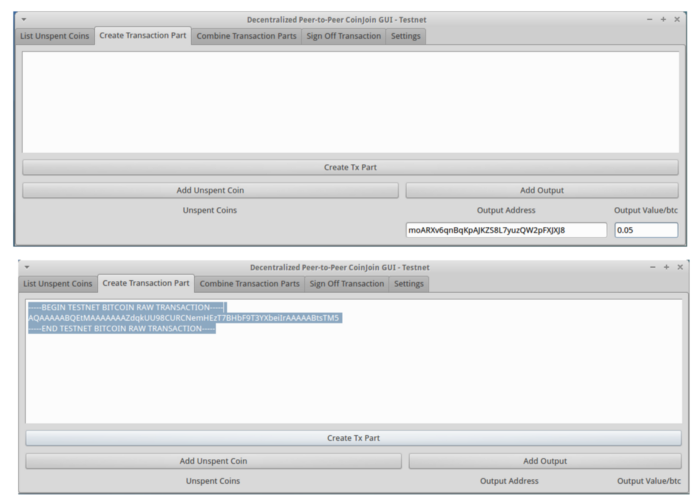 Decentralized Peer-to-Peer CoinJoin GUI - Testnet
List Unspent Coins Create Transaction Part Combine Transaction Parts Sign Off Transaction Settings
Create Tx Part
Add Unspent Coin Add Output
Unspent Coins Output Address Output Value/btc
moARXv6qnBqKpAJKZS8L7yuzQW2pFXJXJ8 0.05
Decentralized Peer-to-Peer CoinJoin GUI - Testnet
List Unspent Coins Create Transaction Part Combine Transaction Parts Sign Off Transaction Settings
-----BEGIN TESTNET BITCOIN RAW TRANSACTION-----
AQAAAAABQEtMAAAAAAAZdqkUU98CURCNemHEzT7BHbF9T3YXbeiIrAAAAABtsTM5
-----END TESTNET BITCOIN RAW TRANSACTION-----
Create Tx Part
Add Unspent Coin Add Output
Unspent Coins Output Address Output Value/btc